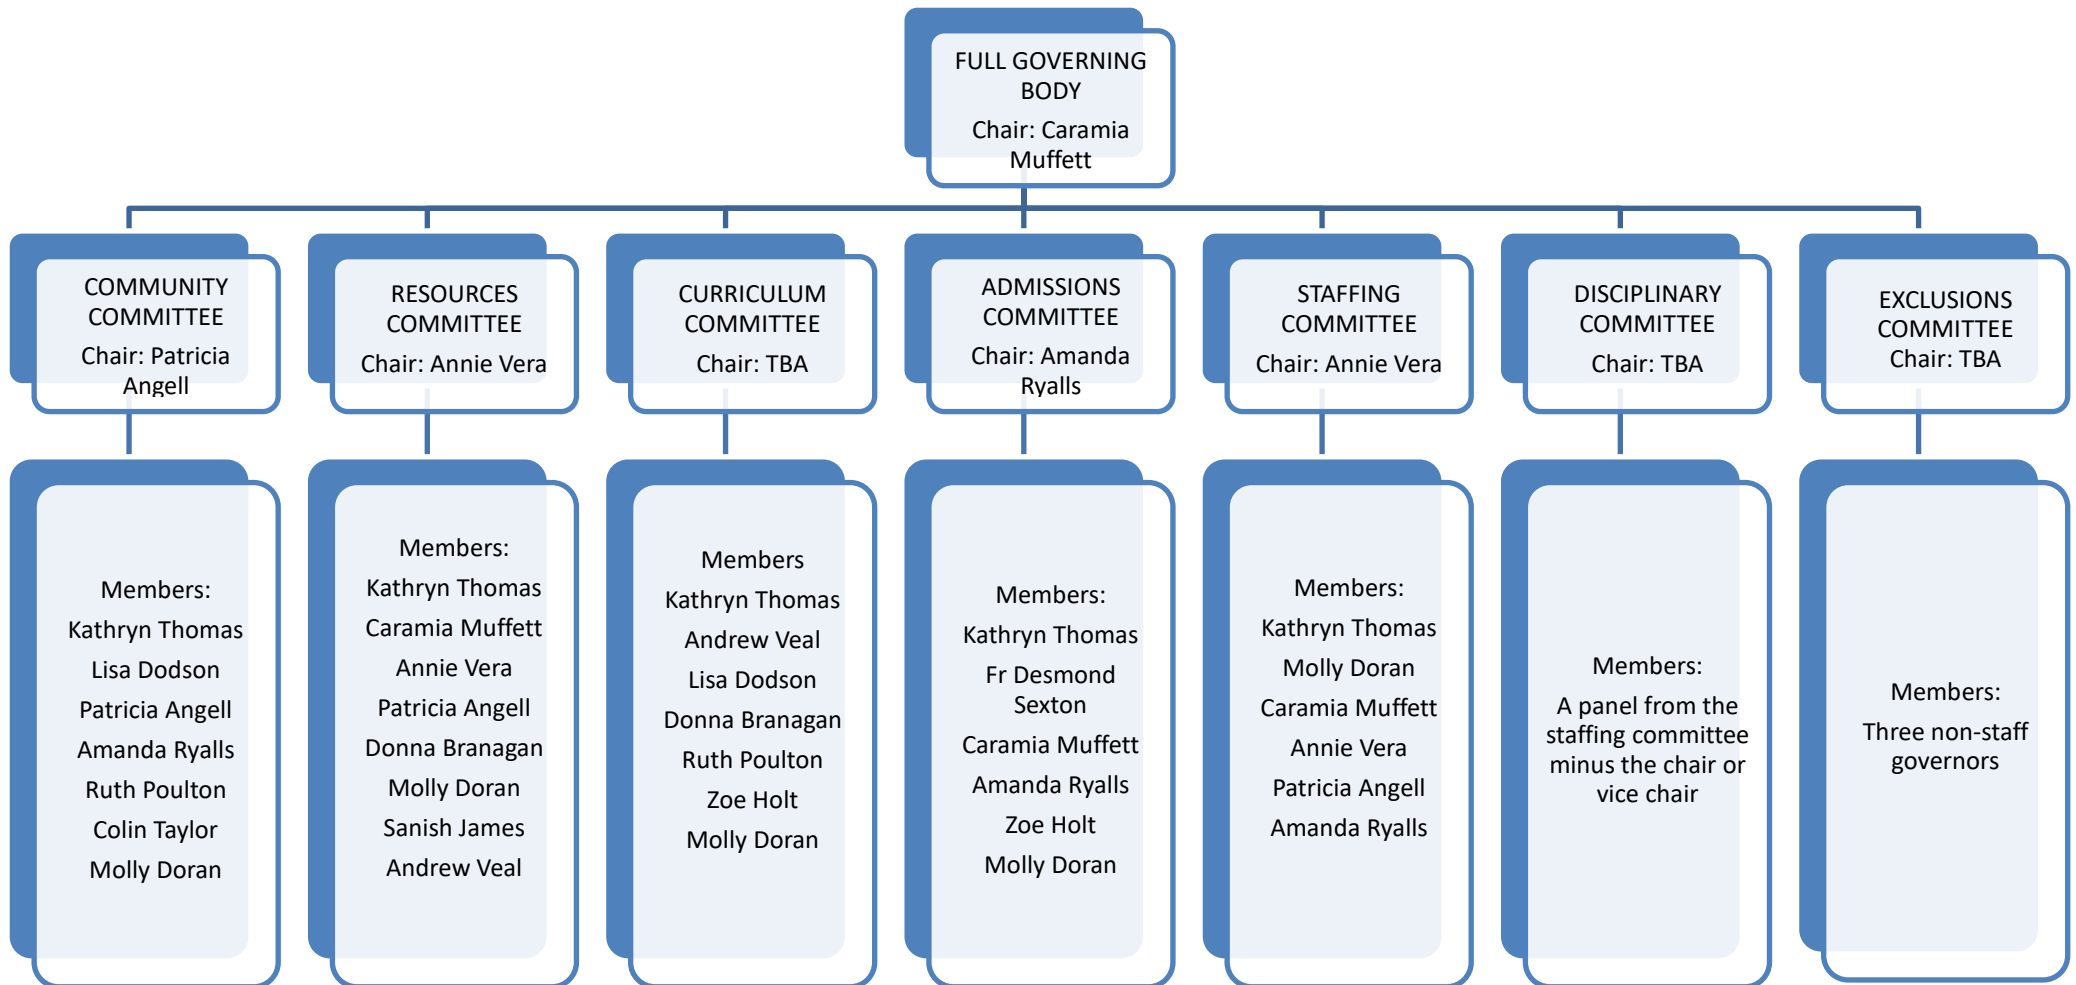 FULL GOVERNING
BODY
Chair: Caramia
Muffett
COMMUNITY
COMMITTEE
Chair: Patricia
Angell
RESOURCES
COMMITTEE
Chair: Annie Vera
CURRICULUM
COMMITTEE
Chair: TBA
ADMISSIONS
COMMITTEE
Chair: Amanda
Ryalls
STAFFING
COMMITTEE
Chair: Annie Vera
DISCIPLINARY
COMMITTEE
Chair: TBA
EXCLUSIONS
COMMITTEE
Chair: TBA
Members:
Kathryn Thomas
Lisa Dodson
Patricia Angell
Amanda Ryalls
Ruth Poulton
Colin Taylor
Molly Doran
Members:
Kathryn Thomas
Caramia Muffett
Annie Vera
Patricia Angell
Donna Branagan
Molly Doran
Sanish James
Andrew Veal
Members
Kathryn Thomas
Andrew Veal
Lisa Dodson
Donna Branagan
Ruth Poulton
Zoe Holt
Molly Doran
Members:
Kathryn Thomas
Fr Desmond
Sexton
Caramia Muffett
Amanda Ryalls
Zoe Holt
Molly Doran
Members:
Kathryn Thomas
Molly Doran
Caramia Muffett
Annie Vera
Patricia Angell
Amanda Ryalls
Members:
A panel from the
staffing committee
minus the chair or
vice chair
Members:
Three non-staff
governors